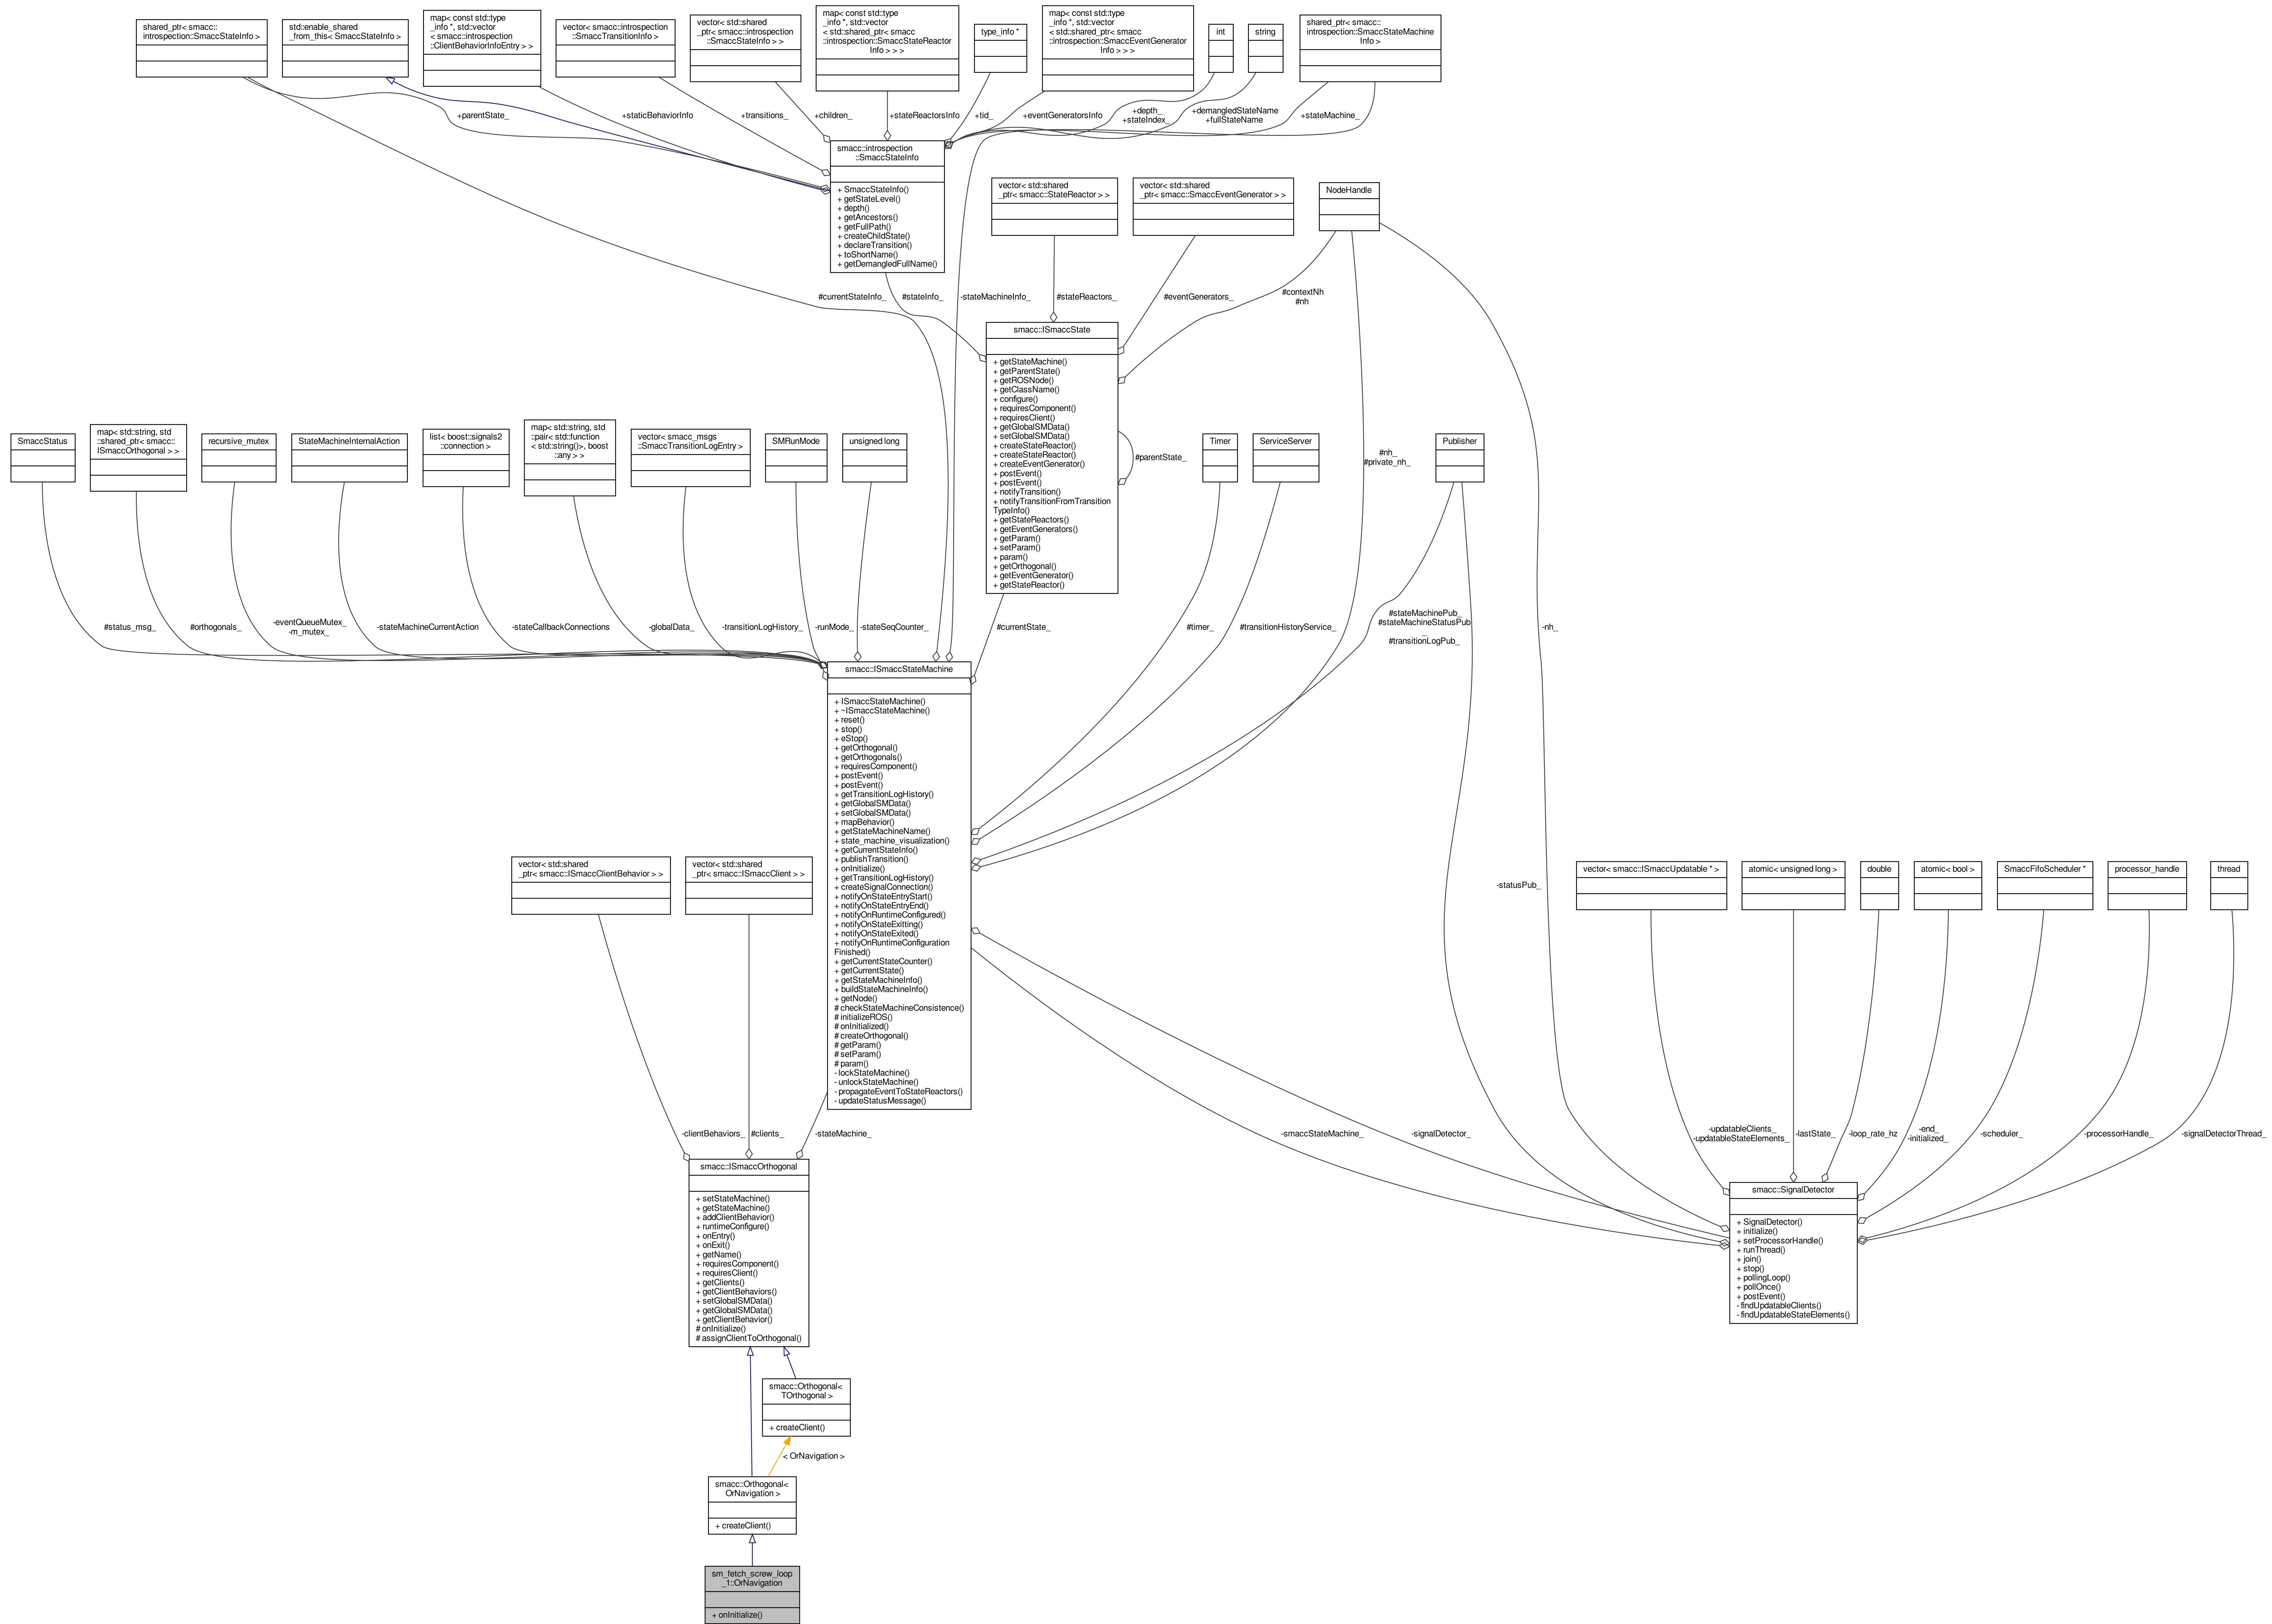 shared_ptr< smacc::
introspection::SmaccStateInfo >
std::enable_shared
_from_this< SmaccStateInfo >
map< const std::type
_info *, std::vector
< smacc::introspection
::ClientBehaviorInfoEntry > >
vector< smacc::introspection
::SmaccTransitionInfo >
vector< std::shared
_ptr< smacc::introspection
::SmaccStateInfo > >
map< const std::type
_info *, std::vector
< std::shared_ptr< smacc
::introspection::SmaccStateReactor
Info > > >
type_info *
map< const std::type
_info *, std::vector
< std::shared_ptr< smacc
::introspection::SmaccEventGenerator
Info > > >
int
string
shared_ptr< smacc::
introspection::SmaccStateMachine
Info >
+parentState_
+staticBehaviorInfo
+transitions_
+children_
+stateReactorsInfo
+tid_
+eventGeneratorsInfo
+depth_
+stateIndex_
+demangledStateName
+fullStateName
+stateMachine_
smacc::introspection
::SmaccStateInfo
+ SmaccStateInfo()
+ getStateLevel()
+ depth()
+ getAncestors()
+ getFullPath()
+ createChildState()
+ declareTransition()
+ toShortName()
+ getDemangledFullName()
vector< std::shared
_ptr< smacc::StateReactor > >
vector< std::shared
_ptr< smacc::SmaccEventGenerator > >
NodeHandle
#currentStateInfo_
#stateInfo_
-stateMachineInfo_
#stateReactors_
#eventGenerators_
#contextNh
#nh
smacc::ISmaccState
+ getStateMachine()
+ getParentState()
+ getROSNode()
+ getClassName()
+ configure()
+ requiresComponent()
+ requiresClient()
+ getGlobalSMData()
+ setGlobalSMData()
+ createStateReactor()
+ createStateReactor()
+ createEventGenerator()
+ postEvent()
+ postEvent()
+ notifyTransition()
+ notifyTransitionFromTransition
TypeInfo()
+ getStateReactors()
+ getEventGenerators()
+ getParam()
+ setParam()
+ param()
+ getOrthogonal()
+ getEventGenerator()
+ getStateReactor()
#parentState_
SmaccStatus
map< std::string, std
::shared_ptr< smacc::
ISmaccOrthogonal > >
recursive_mutex
StateMachineInternalAction
list< boost::signals2
::connection >
map< std::string, std
::pair< std::function
< std::string()>, boost
::any > >
vector< smacc_msgs
::SmaccTransitionLogEntry >
SMRunMode
unsigned long
Timer
ServiceServer
#nh_
#private_nh_
Publisher
#status_msg_
#orthogonals_
-eventQueueMutex_
-m_mutex_
-stateMachineCurrentAction
-stateCallbackConnections
-globalData_
-transitionLogHistory_
-runMode_
-stateSeqCounter_
#currentState_
#timer_
#transitionHistoryService_
#stateMachinePub_
#stateMachineStatusPub
_
#transitionLogPub_
-nh_
smacc::ISmaccStateMachine
+ ISmaccStateMachine()
+ ~ISmaccStateMachine()
+ reset()
+ stop()
+ eStop()
+ getOrthogonal()
+ getOrthogonals()
+ requiresComponent()
+ postEvent()
+ postEvent()
+ getTransitionLogHistory()
+ getGlobalSMData()
+ setGlobalSMData()
+ mapBehavior()
+ getStateMachineName()
+ state_machine_visualization()
+ getCurrentStateInfo()
+ publishTransition()
+ onInitialize()
+ getTransitionLogHistory()
+ createSignalConnection()
+ notifyOnStateEntryStart()
+ notifyOnStateEntryEnd()
+ notifyOnRuntimeConfigured()
+ notifyOnStateExitting()
+ notifyOnStateExited()
+ notifyOnRuntimeConfiguration
Finished()
+ getCurrentStateCounter()
+ getCurrentState()
+ getStateMachineInfo()
+ buildStateMachineInfo()
+ getNode()
# checkStateMachineConsistence()
# initializeROS()
# onInitialized()
# createOrthogonal()
# getParam()
# setParam()
# param()
- lockStateMachine()
- unlockStateMachine()
- propagateEventToStateReactors()
- updateStatusMessage()
vector< std::shared
_ptr< smacc::ISmaccClientBehavior > >
vector< std::shared
_ptr< smacc::ISmaccClient > >
-statusPub_
vector< smacc::ISmaccUpdatable * >
atomic< unsigned long >
double
atomic< bool >
SmaccFifoScheduler *
processor_handle
thread
-clientBehaviors_
#clients_
-stateMachine_
-smaccStateMachine_
-signalDetector_
-updatableClients_
-updatableStateElements_
-lastState_
-loop_rate_hz
-end_
-initialized_
-scheduler_
-processorHandle_
-signalDetectorThread_
smacc::ISmaccOrthogonal
+ setStateMachine()
+ getStateMachine()
+ addClientBehavior()
+ runtimeConfigure()
+ onEntry()
+ onExit()
+ getName()
+ requiresComponent()
+ requiresClient()
+ getClients()
+ getClientBehaviors()
+ setGlobalSMData()
+ getGlobalSMData()
+ getClientBehavior()
# onInitialize()
# assignClientToOrthogonal()
smacc::SignalDetector
+ SignalDetector()
+ initialize()
+ setProcessorHandle()
+ runThread()
+ join()
+ stop()
+ pollingLoop()
+ pollOnce()
+ postEvent()
- findUpdatableClients()
- findUpdatableStateElements()
smacc::Orthogonal<
TOrthogonal >
+ createClient()
< OrNavigation >
smacc::Orthogonal<
OrNavigation >
+ createClient()
sm_fetch_screw_loop
_1::OrNavigation
+ onInitialize()